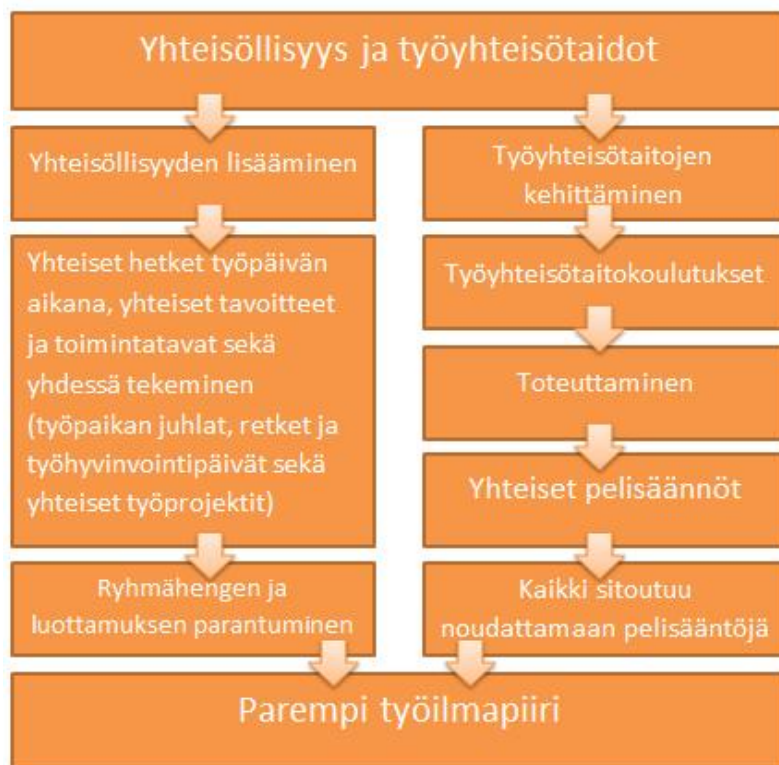 Yhteisöllisyys ja työyhteisötaidot
Yhteisöllisyyden lisääminen
Yhteiset hetket työpäivän
aikana, yhteiset tavoitteet
ja toimintatavat sekä
yhdessä tekeminen
(työpaikan juhlat, retket ja
työhyvinvointipäivät sekä
yhteiset työprojektit)
Ryhmähengen ja
luottamuksen parantuminen
Työyhteisötaitojen
kehittäminen
Työyhteisötaitokoulutukset
Toteuttaminen
Yhteiset pelisäännöt
Kaikki sitoutuu
noudattamaan pelisääntöjä
Parempi työilmapiiri